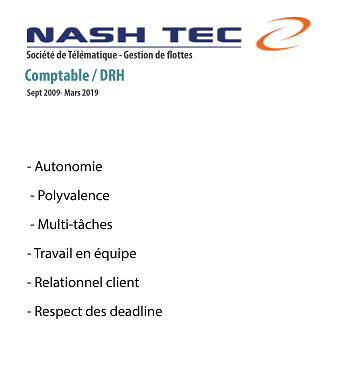 NASH TEC
Société de Télématique - Gestion de flottes
Comptable / DRH
Sept 2009- Mars 2019
- Autonomie
- Polyvalence
- Multi-tâches
- Travail en équipe
- Relationnel client
- Respect des deadline